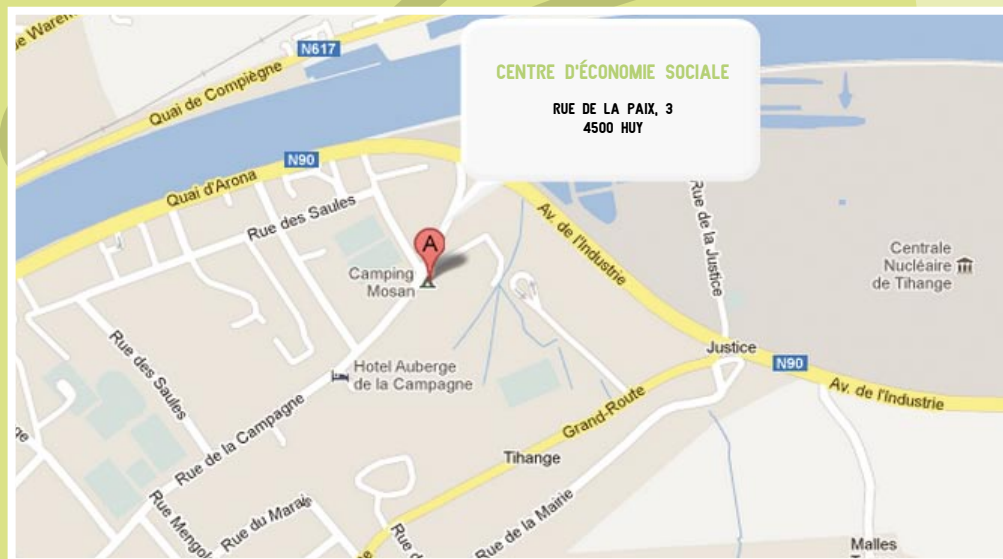 Quai de Compiègne
N617
CENTRE D'ÉCONOMIE SOCIALE
RUE DE LA PAIX, 3
4500 HUY
N90
Quai d'Arona
Rue des Saules
Av. de l'Industrie
Rue de la Justice
Centrale
Nucléaire
de Tihange
A
Camping
Mosan
Rue des Saules
Hotel Auberge
de la Campagne
Justice
N90
Av. de l'Industrie
Rue de la Campagne
Grand-Route
Tihange
Rue de la Mairie
Rue du Marais
Malles